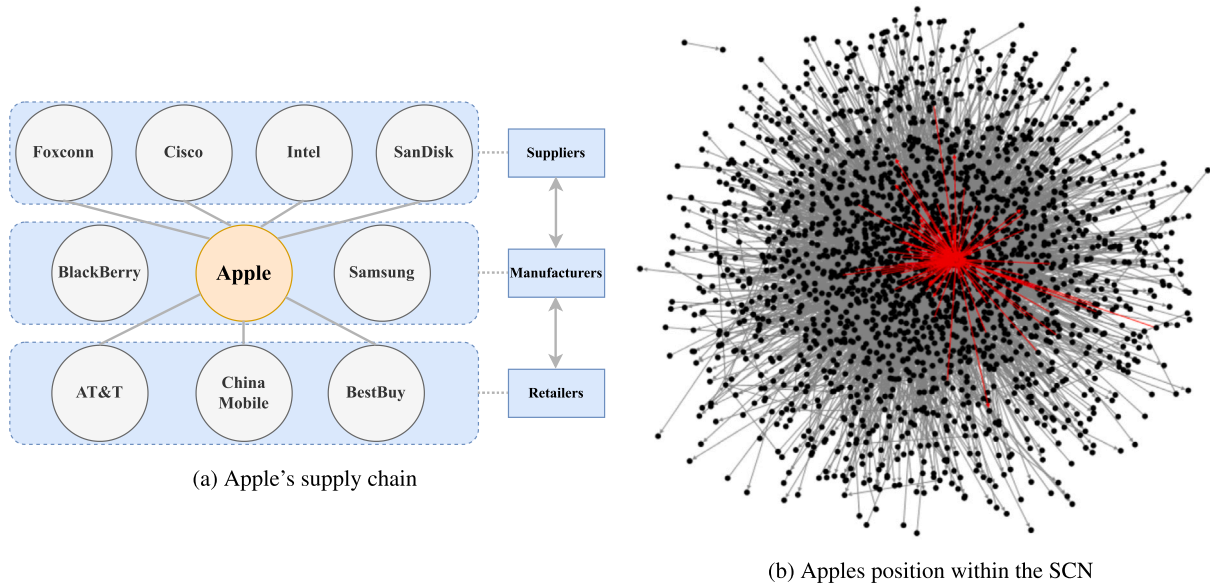 Foxconn
Cisco
Intel
SanDisk
Suppliers
BlackBerry
Apple
Samsung
Manufacturers
AT&T
China
Mobile
BestBuy
Retailers
(a) Apple's supply chain
(b) Apples position within the SCN